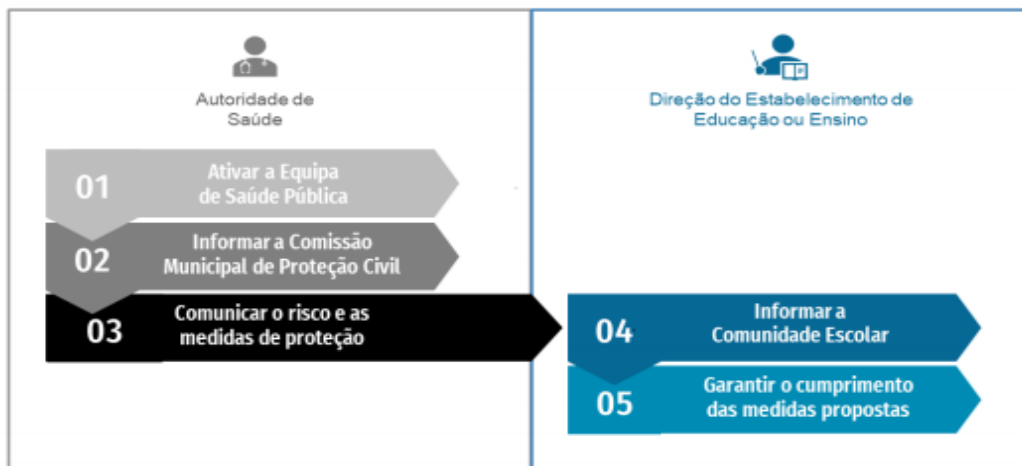 Autoridade de
Saúde
01
Ativar a Equipa
de Saúde Pública
02
Informar a Comissão
Municipal de Proteção Civil
03
Comunicar o risco e as
medidas de proteção
Direção do Estabelecimento de
Educação ou Ensino
04
Informar a
Comunidade Escolar
05
Garantir o cumprimento
das medidas propostas